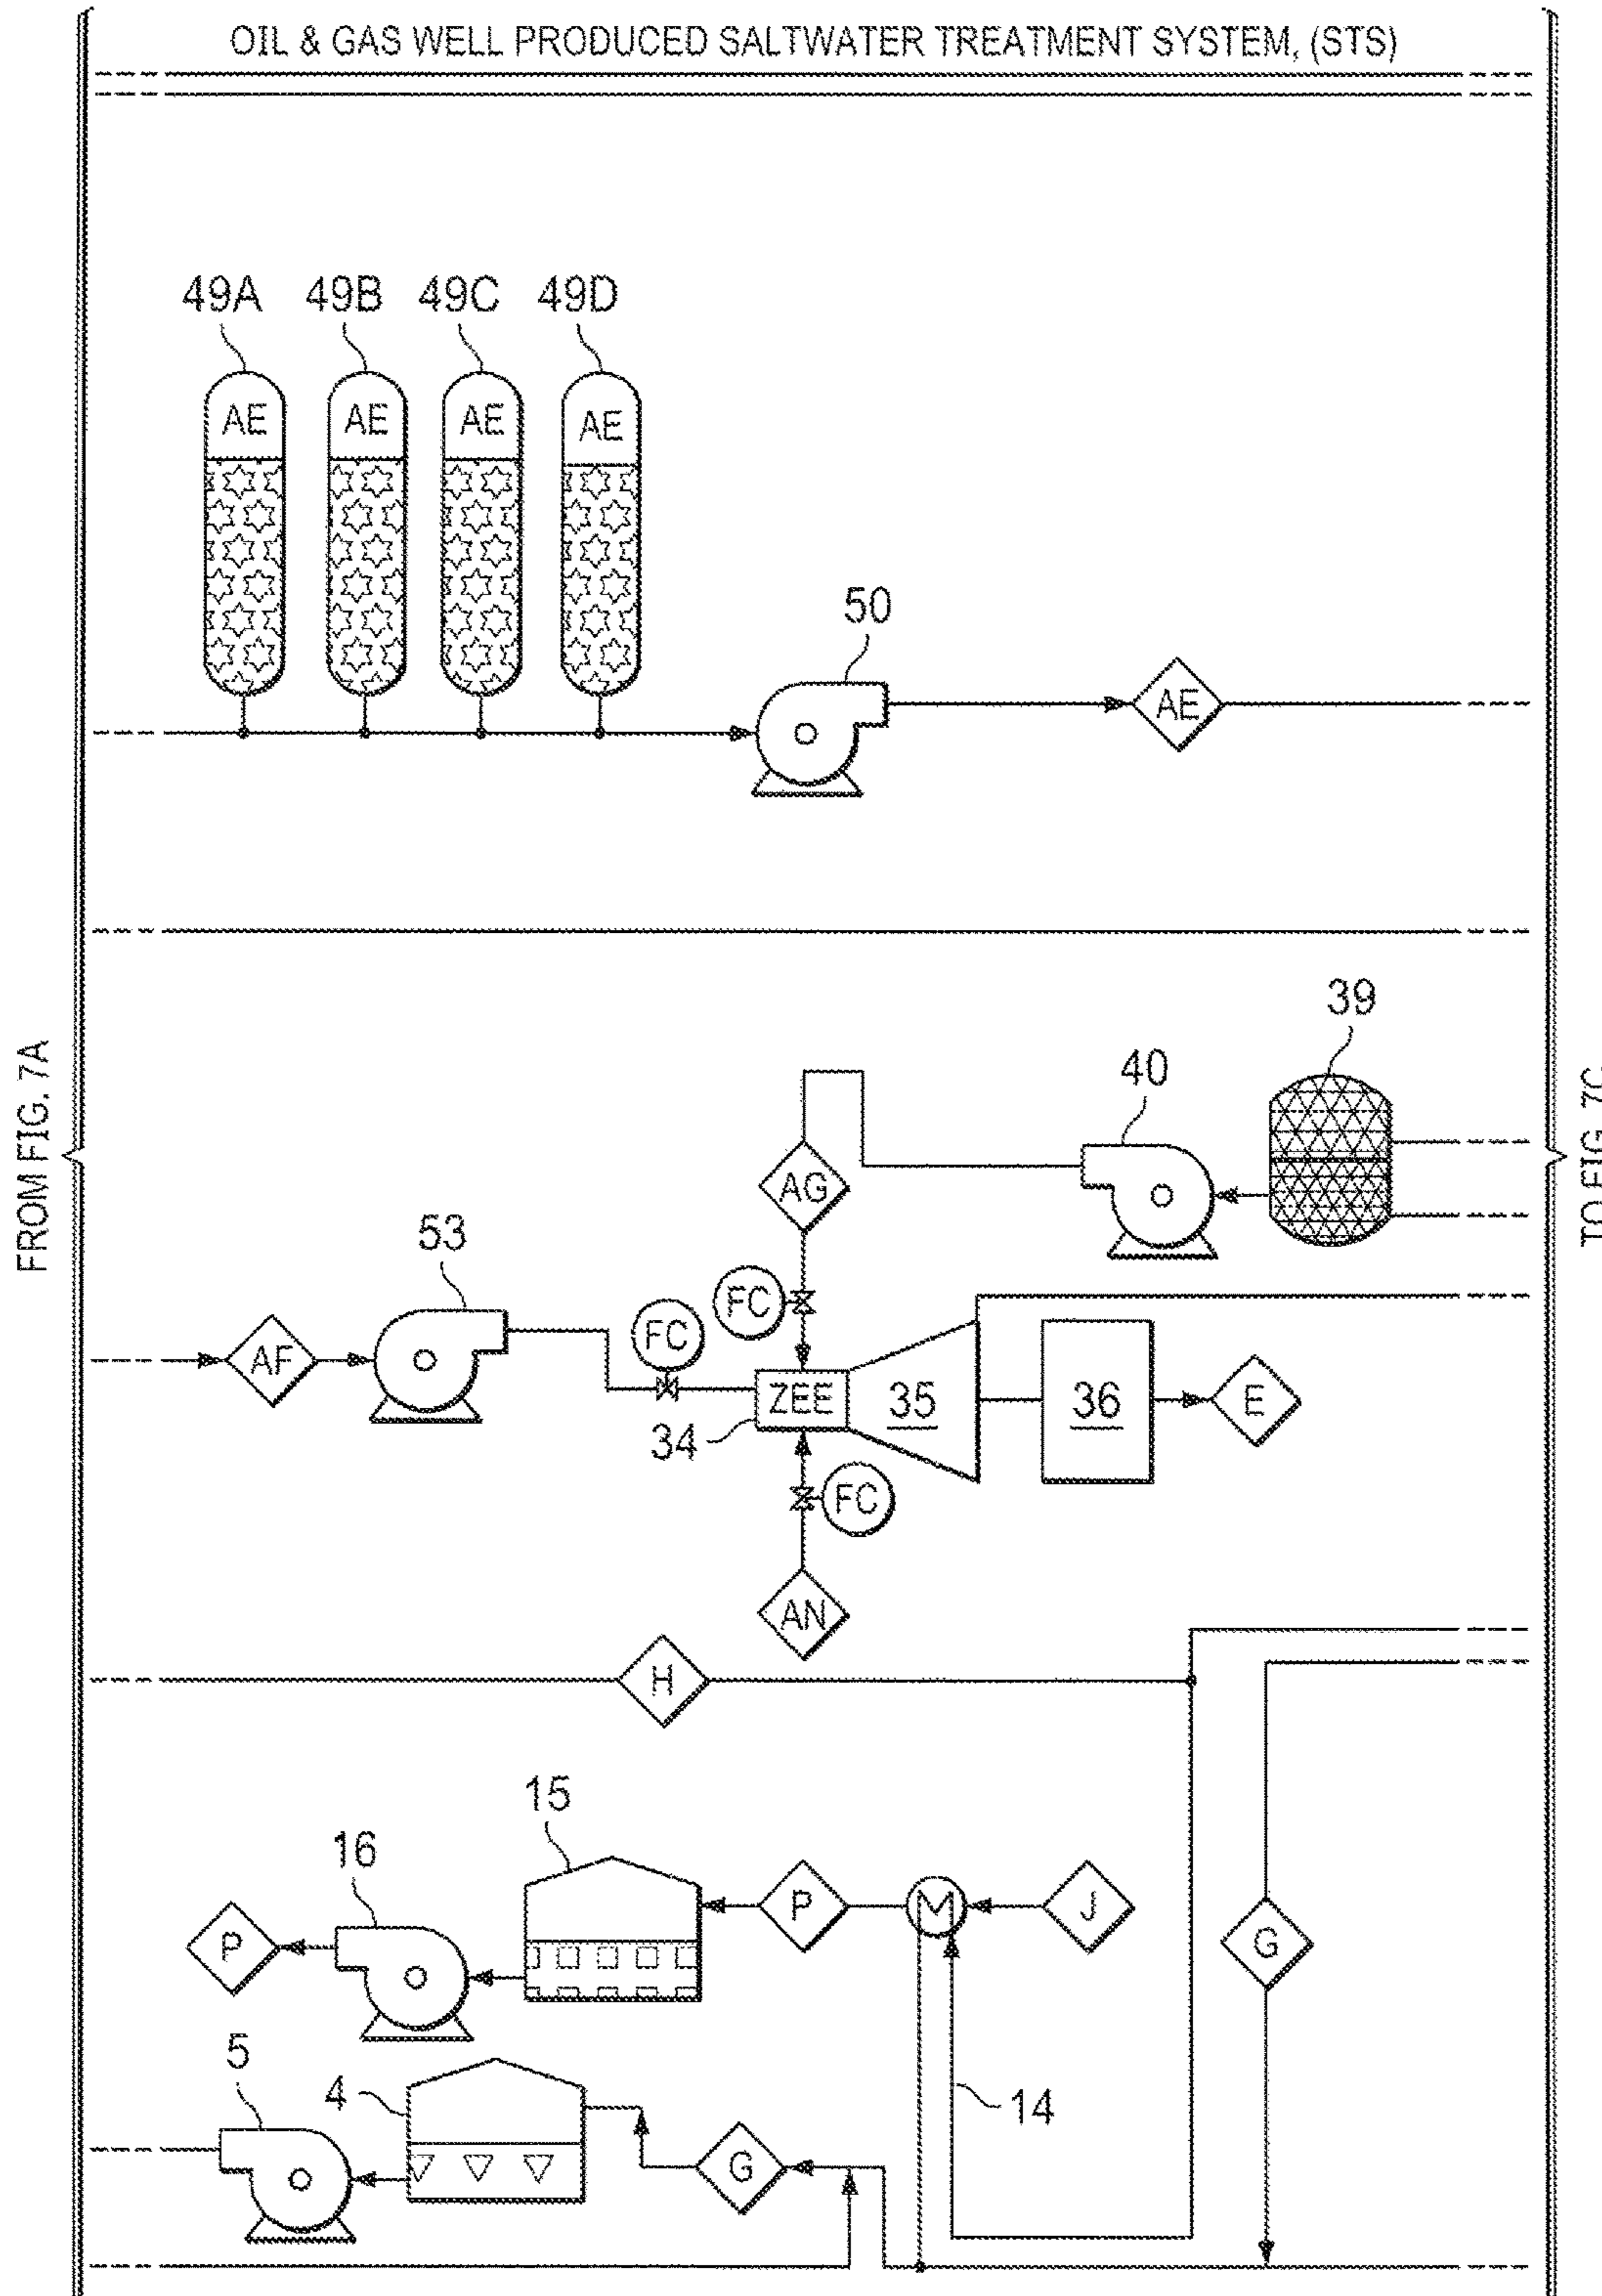 OIL & GAS WELL PRODUCED SALTWATER TREATMENT SYSTEM, (STS)
49A 49B 49C 49D
AE AE AE AE
50
AE
FROM FIG. 7A
TO FIG. 7C
39
40
AG
53
FC
FC
AF
ZEE
35
36
E
34
FC
AN
H
15
16
P
J
P
G
5
4
14
G